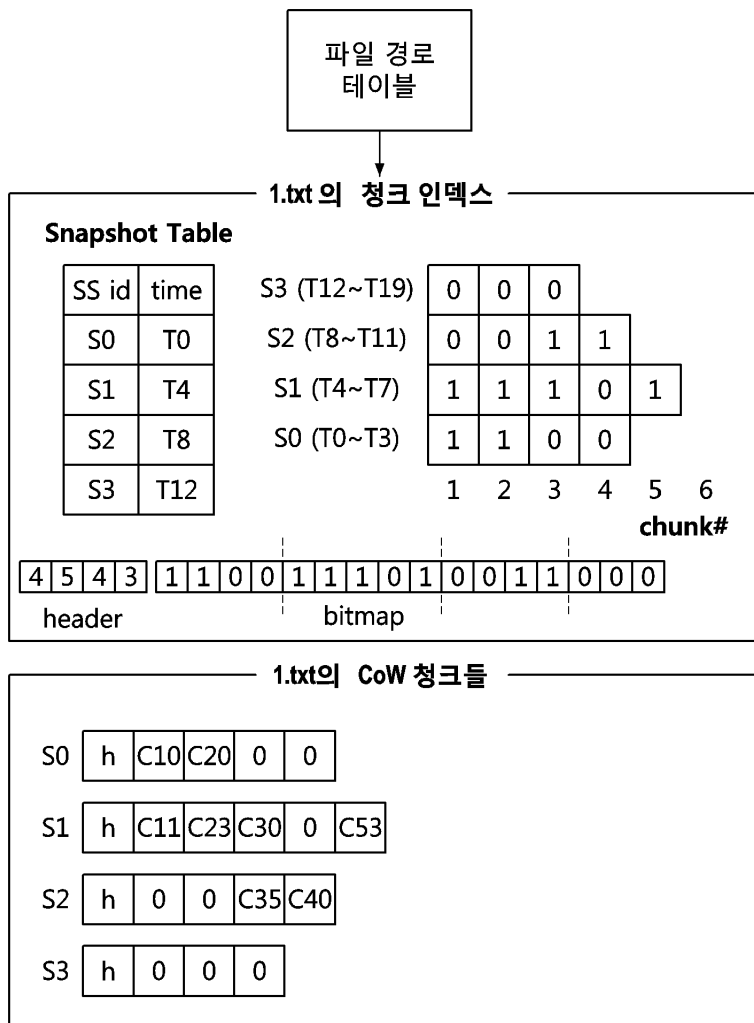 파일 경로
테이블
1.txt 의 청크 인덱스
Snapshot Table
SS id time
S0 T0
S1 T4
S2 T8
S3 T12
S3 (T12~T19) 0 0 0
S2 (T8~T11) 0 0 1 1
S1 (T4~T7) 1 1 1 0 1
S0 (T0~T3) 1 1 0 0
1 2 3 4 5 6
chunk#
4 5 4 3 1 1 0 0 1 1 1 0 1 0 0 1 1 0 0 0
header bitmap
1.txt의 CoW 청크들
S0 h C10 C20 0 0
S1 h C11 C23 C30 0 C53
S2 h 0 0 C35 C40
S3 h 0 0 0